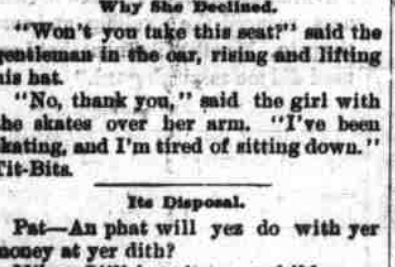 Why She Declined.
"Won't you take this seat?" said the
gentleman in the car, rising and lifting
his hat.
"No, thank you," said the girl with
the skates over her arm. "I've been
skating, and I'm tired of sitting down."
Tit-Bits.
Its Disposal.
Pat—An phat will yez do with yer
money at yer dith?